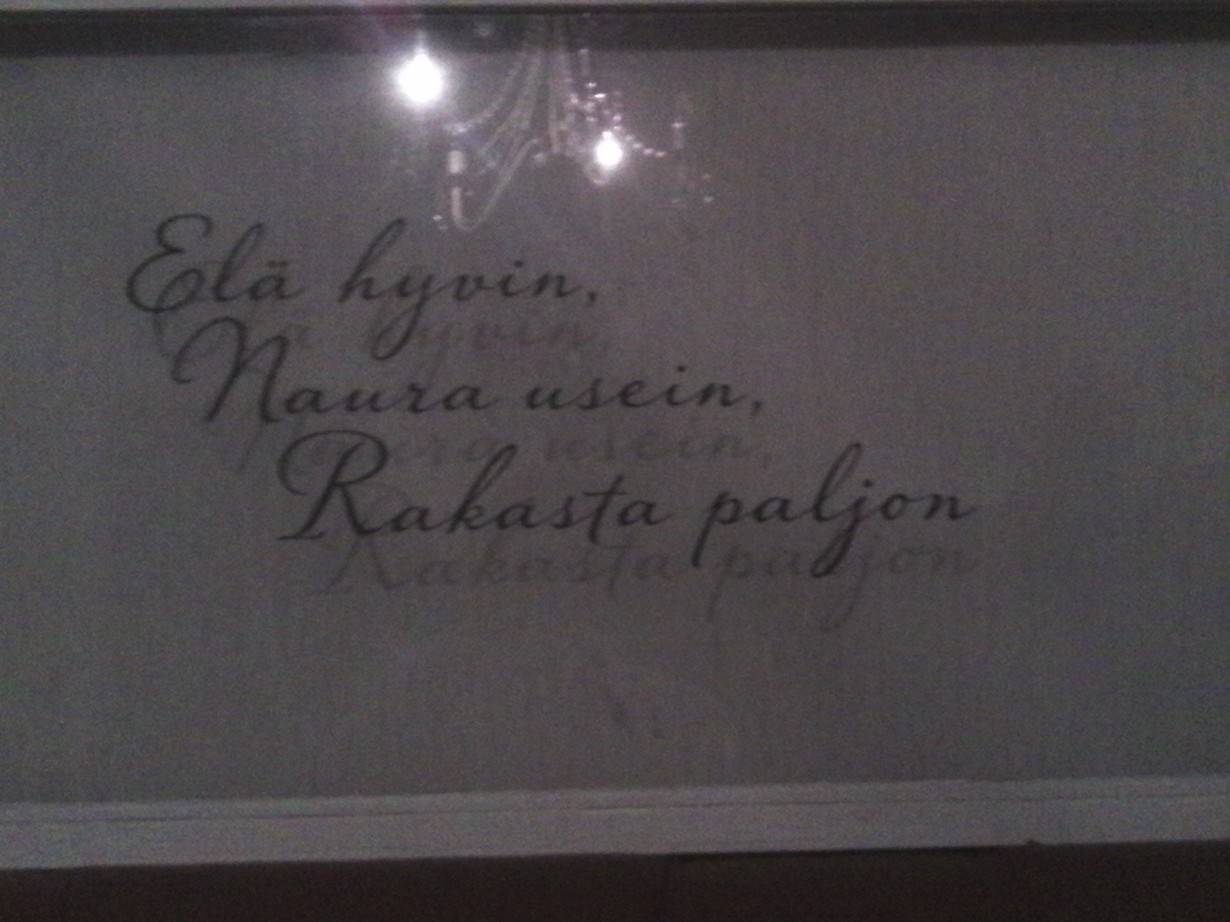 Elä hyvin,
Naura usein,
Rakasta paljon